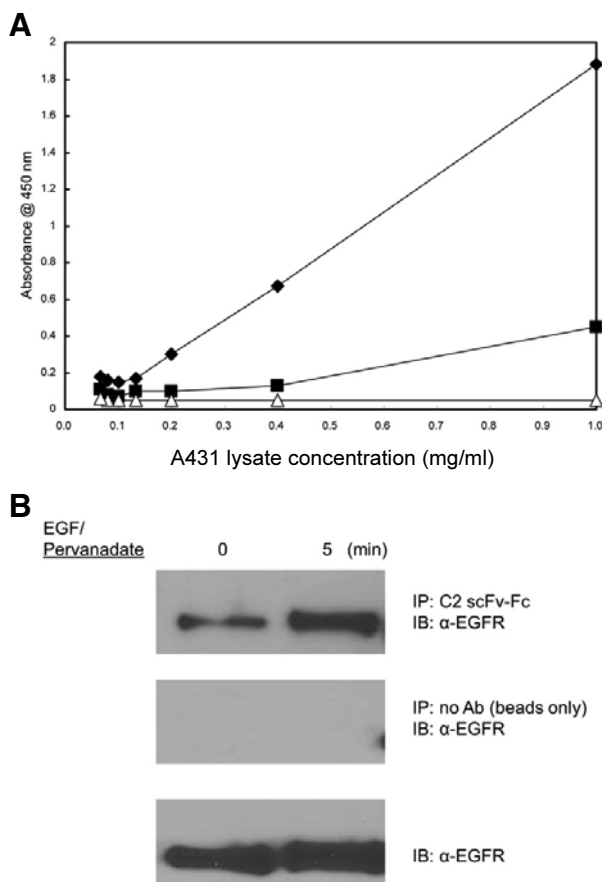 A
2
1.8
1.6
1.4
1.2
1
0.8
0.6
0.4
0.2
0
Absorbance @ 450 nm
0.0 0.1 0.2 0.3 0.4 0.5 0.6 0.7 0.8 0.9 1.0
A431 lysate concentration (mg/ml)
B
EGF/
Pervanadate 0 5 (min)
IP: C2 scFv-Fc
IB: α-EGFR
IP: no Ab (beads only)
IB: α-EGFR
IB: α-EGFR